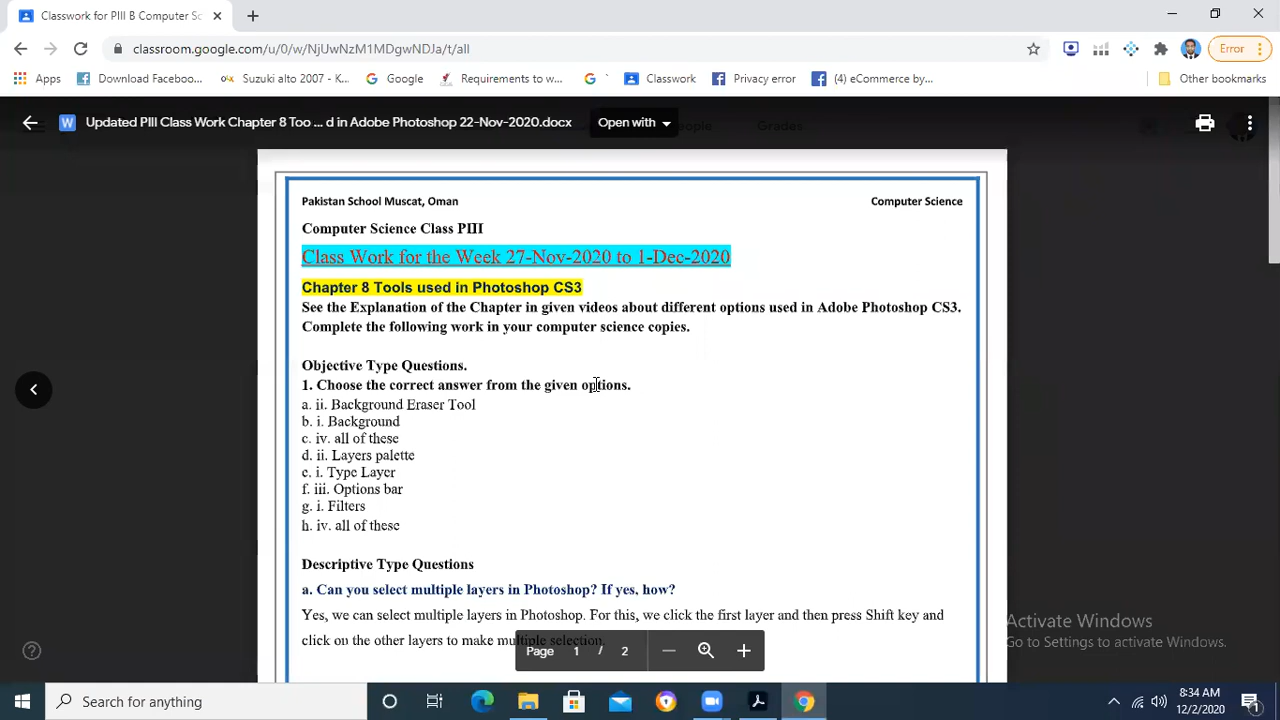 Classwork for PIII B Computer Sc
classroom.google.com/u/0/w/NjUwNzM1MDgwNDJa/t/all
Error
Apps
Download Faceboo...
Suzuki alto 2007 - K...
Google
Requirements to w...
Classwork
Privacy error
(4) eCommerce by...
Other bookmarks
Updated PIII Class Work Chapter 8 Too ... d in Adobe Photoshop 22-Nov-2020.docx
Open with
Grades
Pakistan School Muscat, Oman
Computer Science
Computer Science Class PIII
Class Work for the Week 27-Nov-2020 to 1-Dec-2020
Chapter 8 Tools used in Photoshop CS3
See the Explanation of the Chapter in given videos about different options used in Adobe Photoshop CS3.
Complete the following work in your computer science copies.
Objective Type Questions.
1. Choose the correct answer from the given options.
a. ii. Background Eraser Tool
b. i. Background
c. iv. all of these
d. ii. Layers palette
e. i. Type Layer
f. iii. Options bar
g. i. Filters
h. iv. all of these
Descriptive Type Questions
a. Can you select multiple layers in Photoshop? If yes, how?
Yes, we can select multiple layers in Photoshop. For this, we click the first layer and then press Shift key and
click on the other layers to make multiple selection.
Page 1 / 2
Activate Windows
Go to Settings to activate Windows.
Search for anything
8:34 AM
12/2/2020